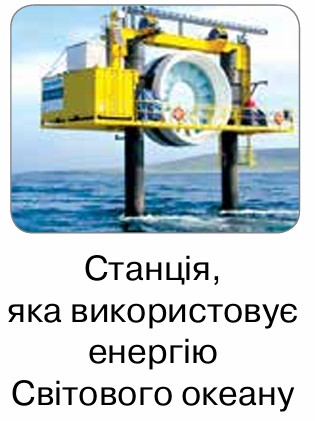 Станція,
яка використовує
енергію
Світового океану